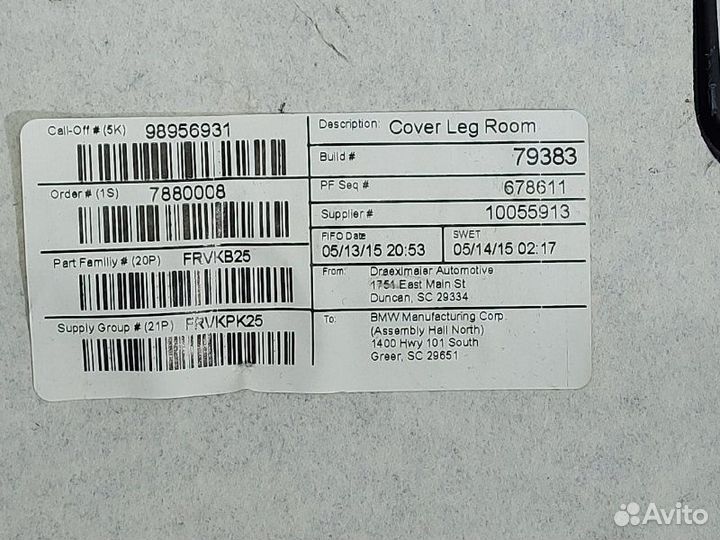 Call-Off # (5K) 98956931
Order # (1S) 7880008
Part Familiy # (20P) FRVKB25
Supply Group # (21P) FRVKPK25
Description: Cover Leg Room
Build # 79383
PF Seq # 678611
Supplier # 10055913
FIFO Date
05/13/15 20:53
SWET
05/14/15 02:17
From: Draeximaier Automotive
1751 East Main St
Duncan, SC 29334
To: BMW Manufacturing Corp.
(Assembly Hall North)
1400 Hwy 101 South
Greer, SC 29651
Avito